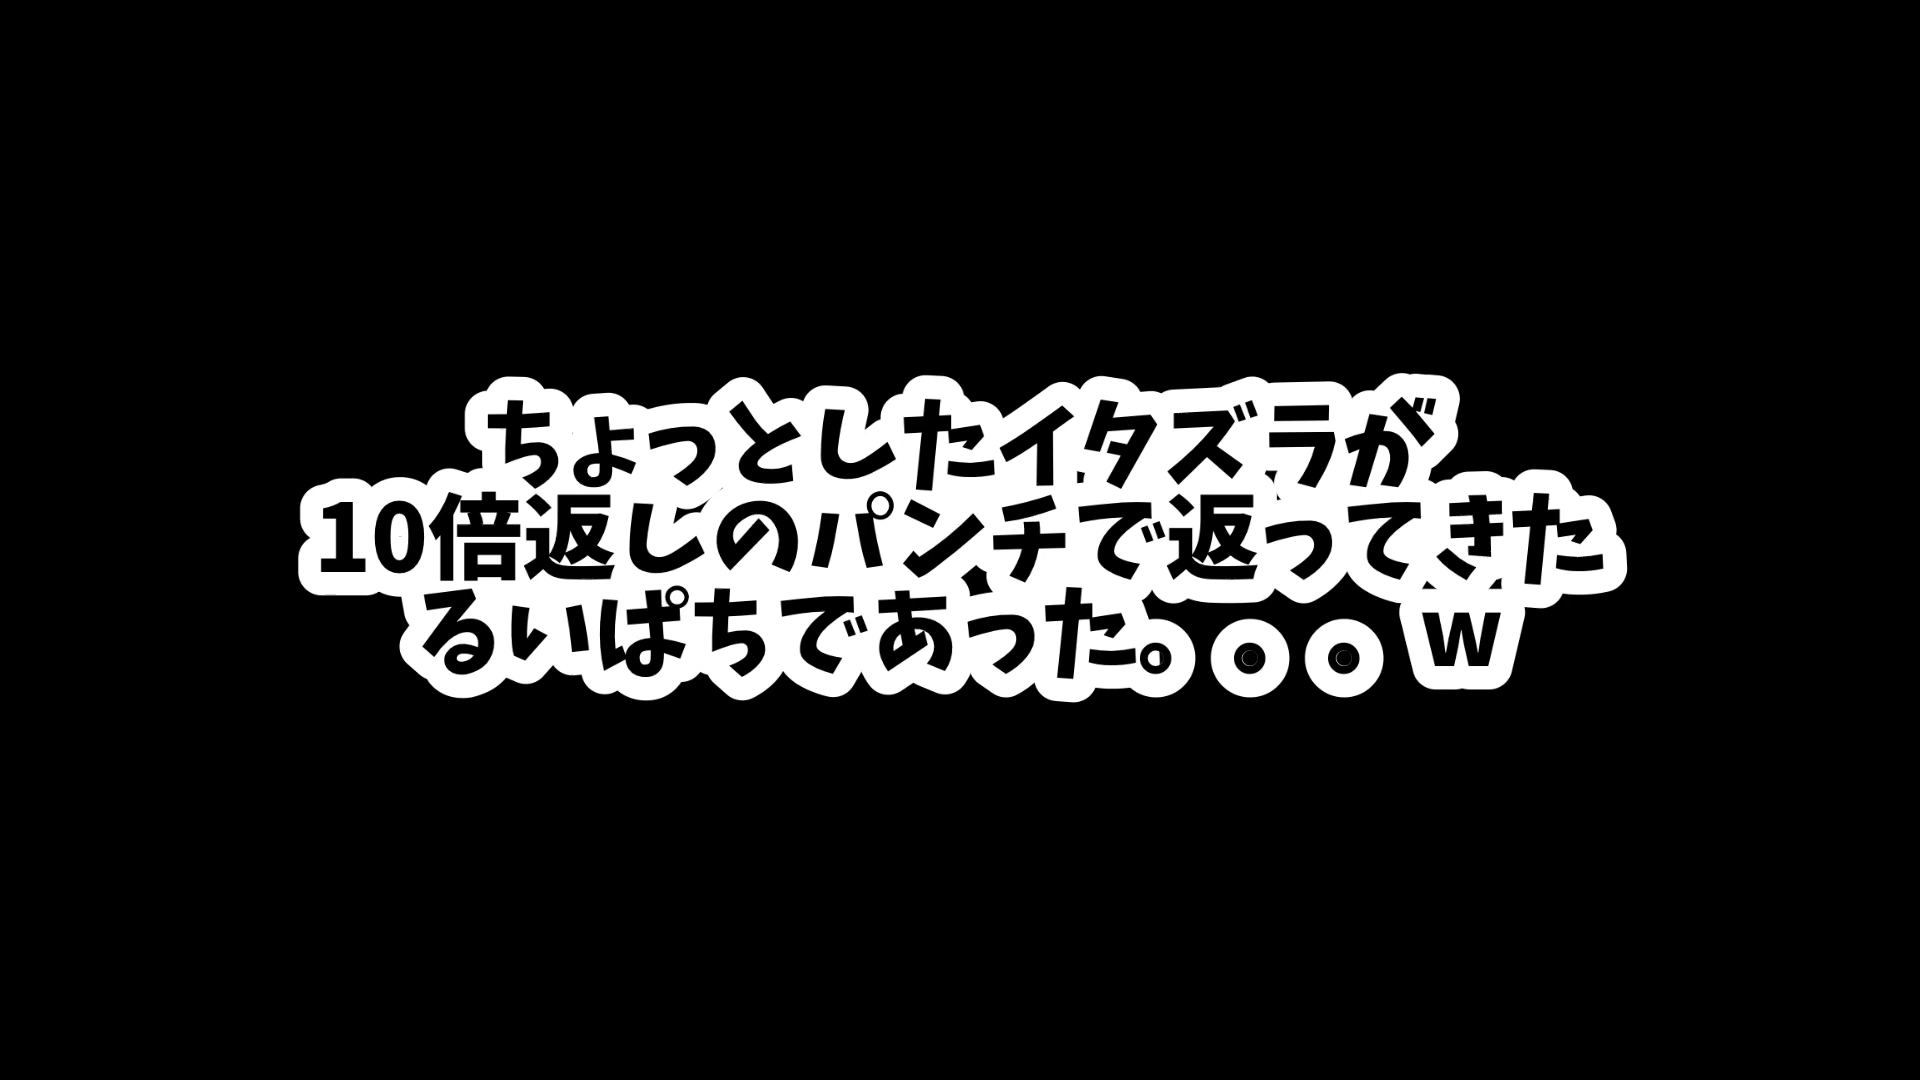 ちょっとしたイタズラが
10倍返しのパンチで返ってきた
るいぱちであった。。。w